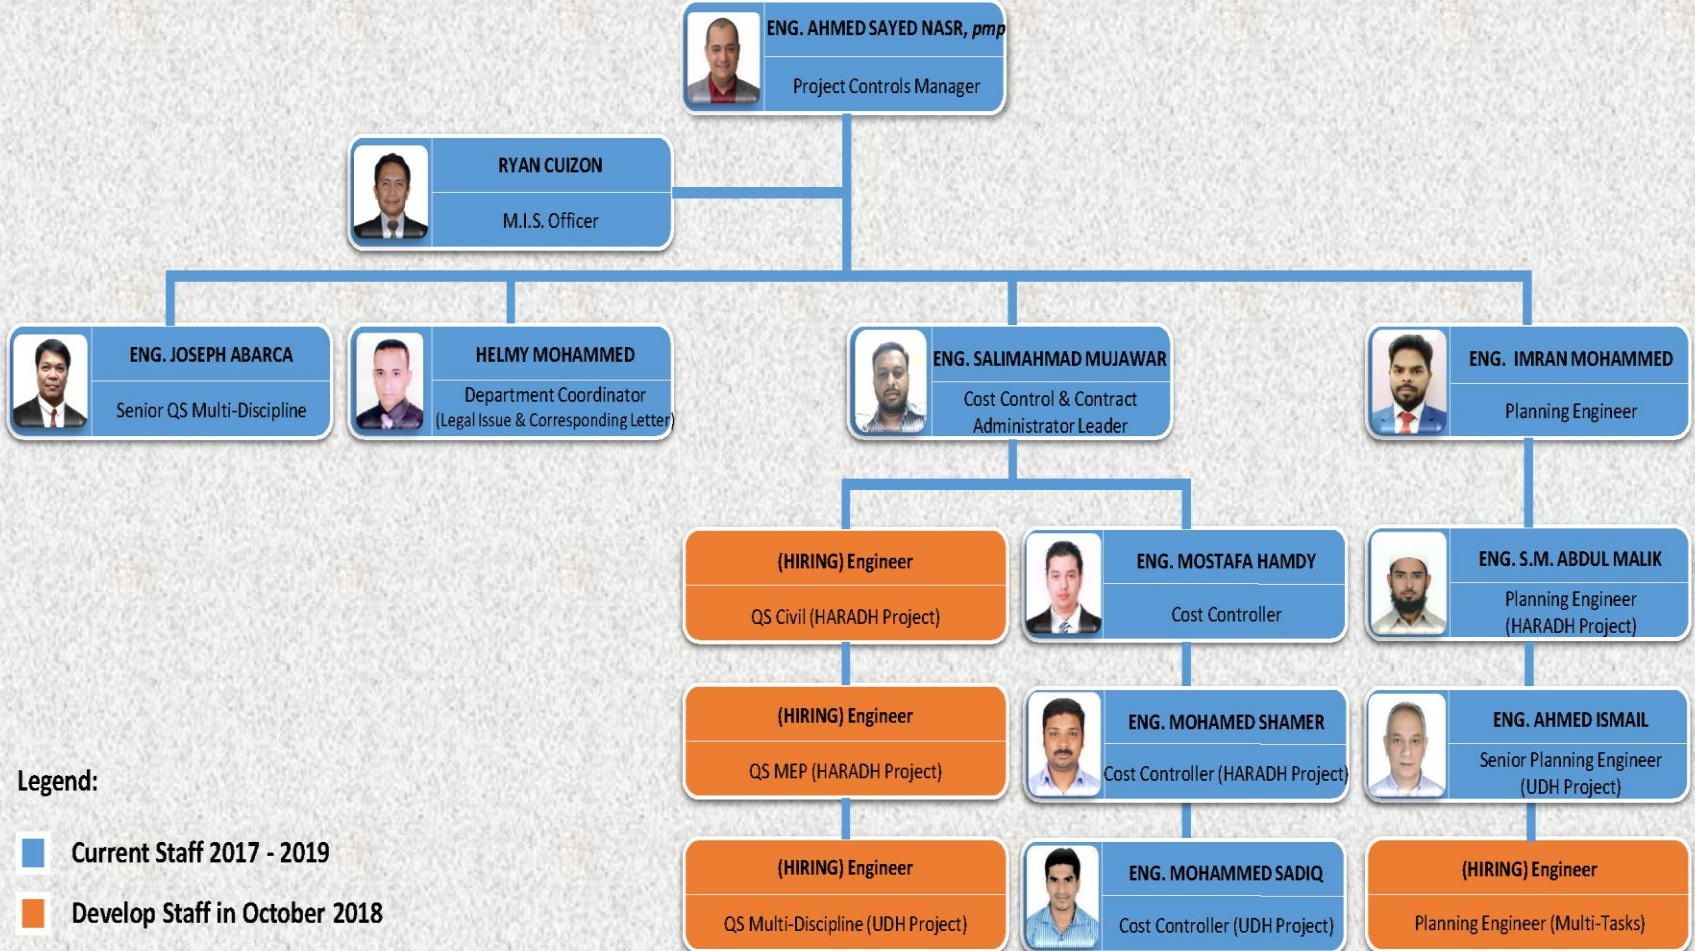 ENG. AHMED SAYED NASR, pmp
Project Controls Manager
RYAN CUIZON
M.I.S. Officer
ENG. JOSEPH ABARCA
Senior QS Multi-Discipline
HELMY MOHAMMED
Department Coordinator
(Legal Issue & Corresponding Letter)
ENG. SALIMAHMAD MUJAWAR
Cost Control & Contract
Administrator Leader
ENG. IMRAN MOHAMMED
Planning Engineer
(HIRING) Engineer
QS Civil (HARADH Project)
ENG. MOSTAFA HAMDY
Cost Controller
ENG. S.M. ABDUL MALIK
Planning Engineer
(HARADH Project)
(HIRING) Engineer
QS MEP (HARADH Project)
ENG. MOHAMED SHAMER
Cost Controller (HARADH Project)
ENG. AHMED ISMAIL
Senior Planning Engineer
(UDH Project)
(HIRING) Engineer
QS Multi-Discipline (UDH Project)
ENG. MOHAMMED SADIQ
Cost Controller (UDH Project)
(HIRING) Engineer
Planning Engineer (Multi-Tasks)
Legend:
Current Staff 2017 - 2019
Develop Staff in October 2018